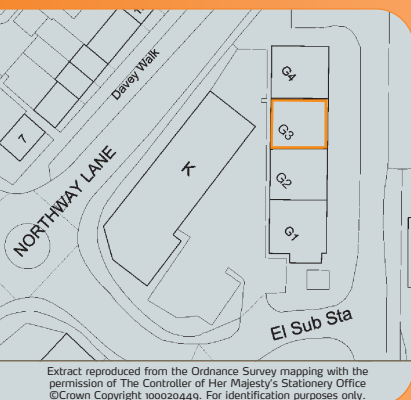 Davey Walk
G4
G3
7
K
G2
NORTHWAY LANE
G1
El Sub Sta
Extract reproduced from the Ordnance Survey mapping with the
permission of The Controller of Her Majesty's Stationery Office
©Crown Copyright 100020449. For identification purposes only.